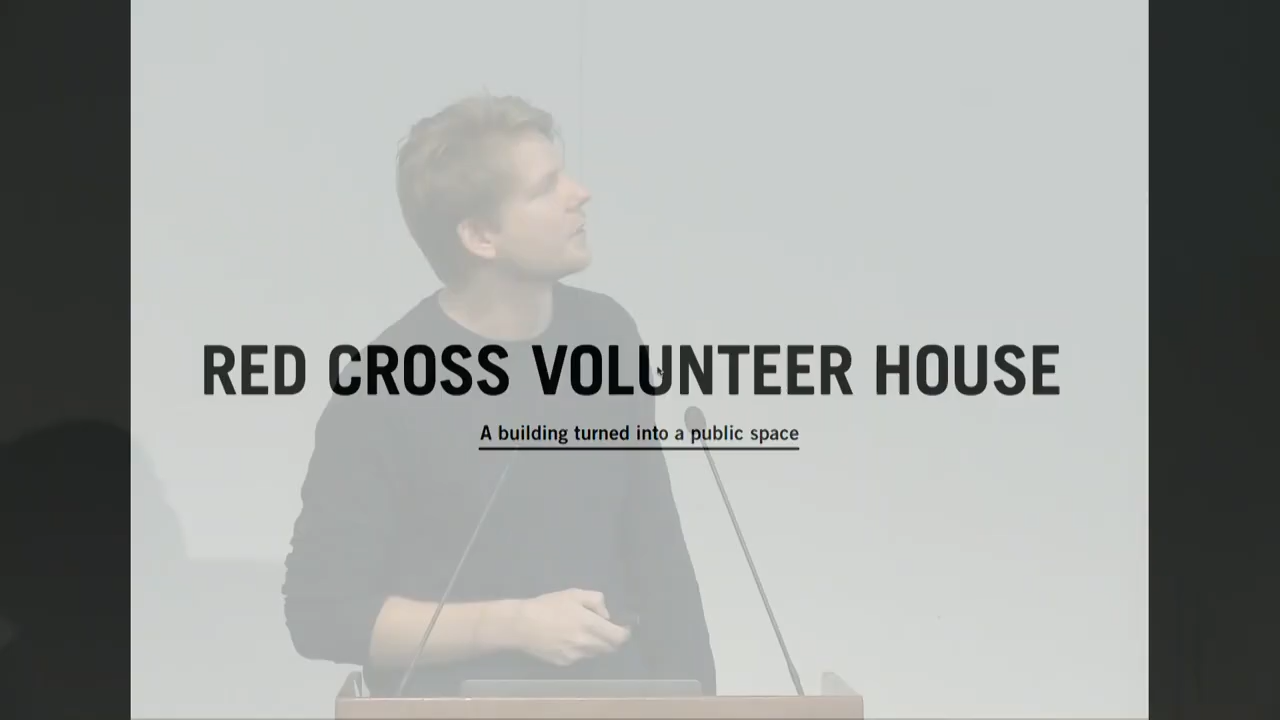 RED CROSS VOLUNTEER HOUSE
A building turned into a public space